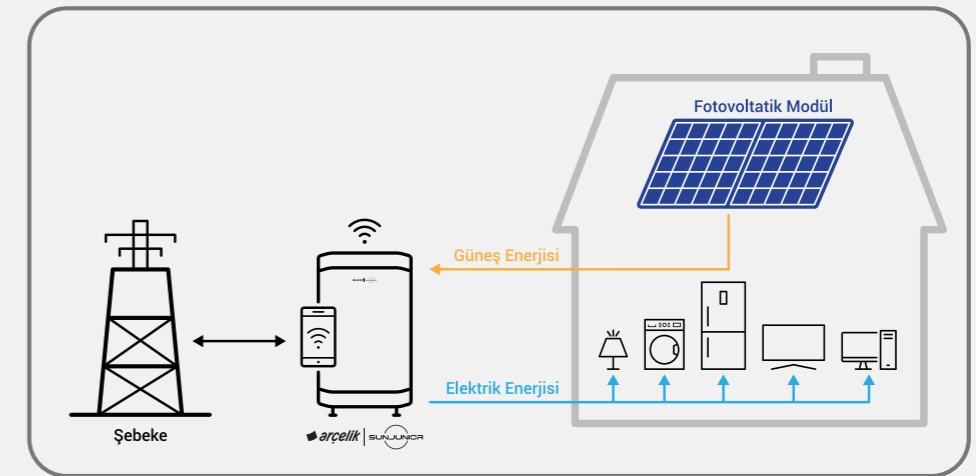 Fotovoltatik Modül
Güneş Enerjisi
Elektrik Enerjisi
Şebeke
arçelik | SUNJUNIOR